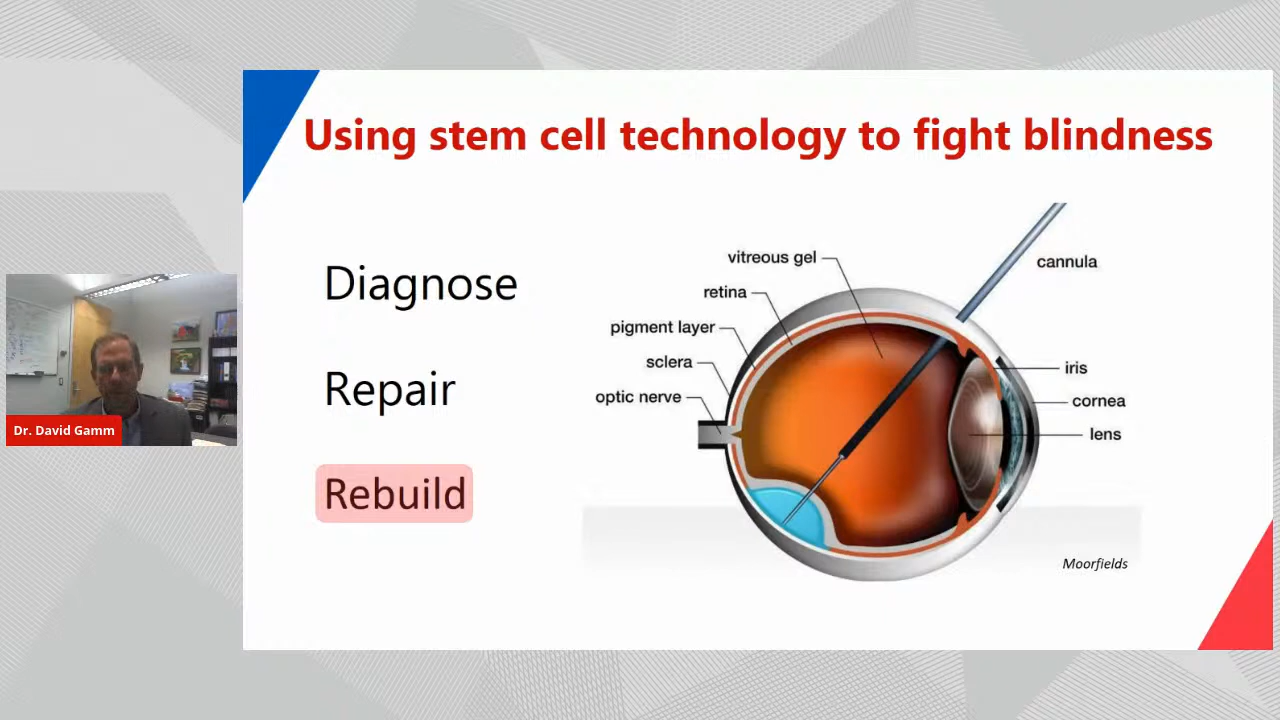 Using stem cell technology to fight blindness
Diagnose
Repair
Rebuild
vitreous gel
retina
pigment layer
sclera
optic nerve
cannula
iris
cornea
lens
Moorfields
Dr. David Gamm